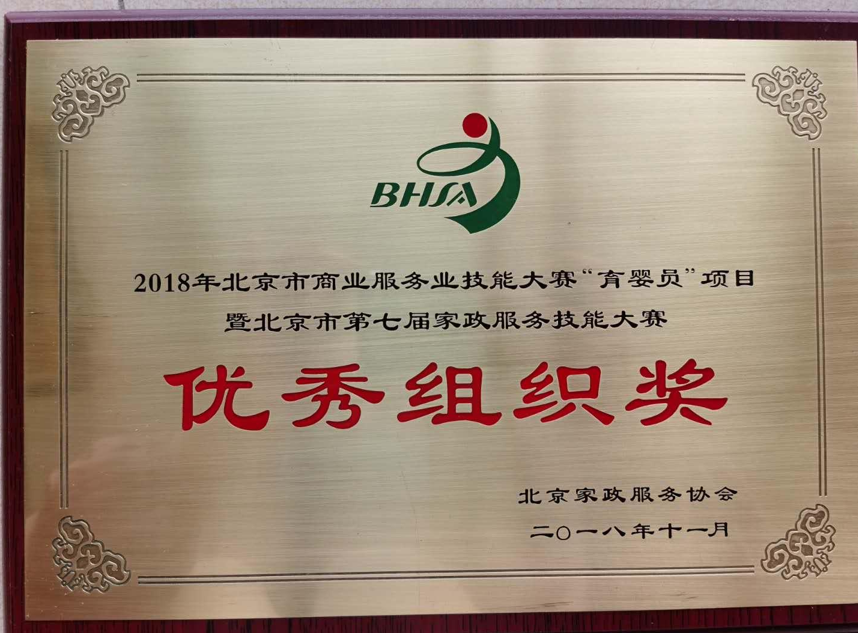 BHSA
2018年北京市商业服务业技能大赛“育婴员”项目
暨北京市第七届家政服务技能大赛
优秀组织奖
北京家政服务协会
二〇一八年十一月